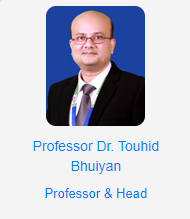 Professor Dr. Touhid
Bhuiyan
Professor & Head